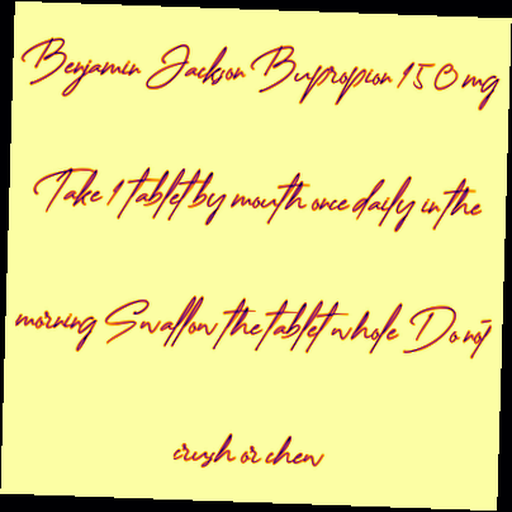 Benjamin Jackson Bupropion 150 mg
Take 1 tablet by mouth once daily in the
morning Swallow the tablet whole Do not
crush or chew